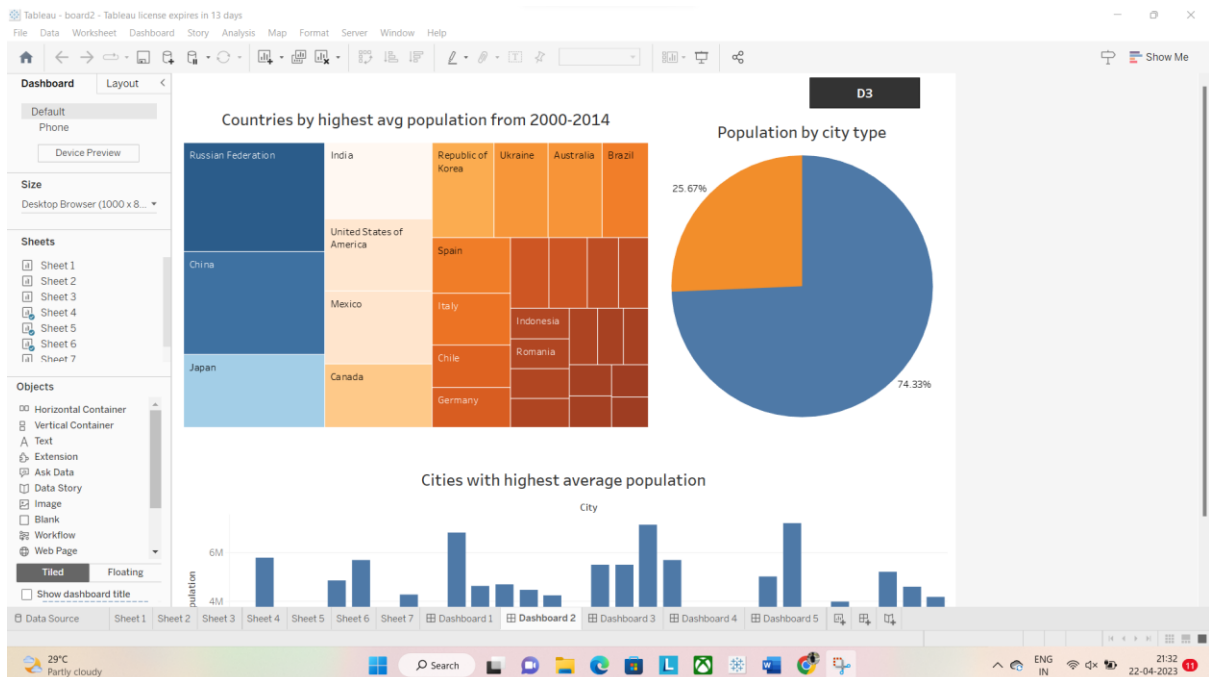 Tableau - board2 - Tableau license expires in 13 days
File Data Worksheet Dashboard Story Analysis Map Format Server Window Help
Show Me
Dashboard Layout
Default
Phone
Device Preview
Size
Desktop Browser (1000 x 8...
Sheets
Sheet 1
Sheet 2
Sheet 3
Sheet 4
Sheet 5
Sheet 6
Sheet 7
Objects
Horizontal Container
Vertical Container
Text
Extension
Ask Data
Data Story
Image
Blank
Workflow
Web Page
Tiled Floating
Show dashboard title
D3
Countries by highest avg population from 2000-2014
Russian Federation
China
Japan
India
United States of
America
Mexico
Canada
Republic of
Korea
Ukraine
Australia
Brazil
Spain
Italy
Chile
Germany
Indonesia
Romania
Population by city type
25.67%
74.33%
Cities with highest average population
City
6M
4M
pulation
Data Source Sheet 1 Sheet 2 Sheet 3 Sheet 4 Sheet 5 Sheet 6 Sheet 7 Dashboard 1 Dashboard 2 Dashboard 3 Dashboard 4 Dashboard 5
29°C
Partly cloudy
Search
ENG
IN
21:32
22-04-2023
11